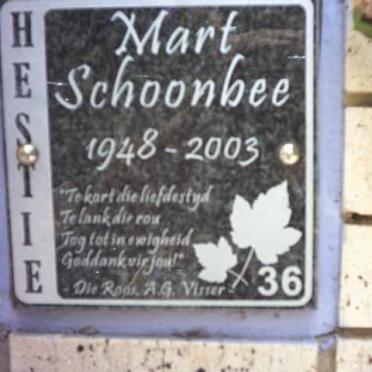 HESTIE
Mart
Schoonbee
1948-2003
"Te kort die liefdestyd
Te lank die rou
Tog tot in ewigheid
Goddank vir jou!"
- Die Roos, A.G. Visser -
36